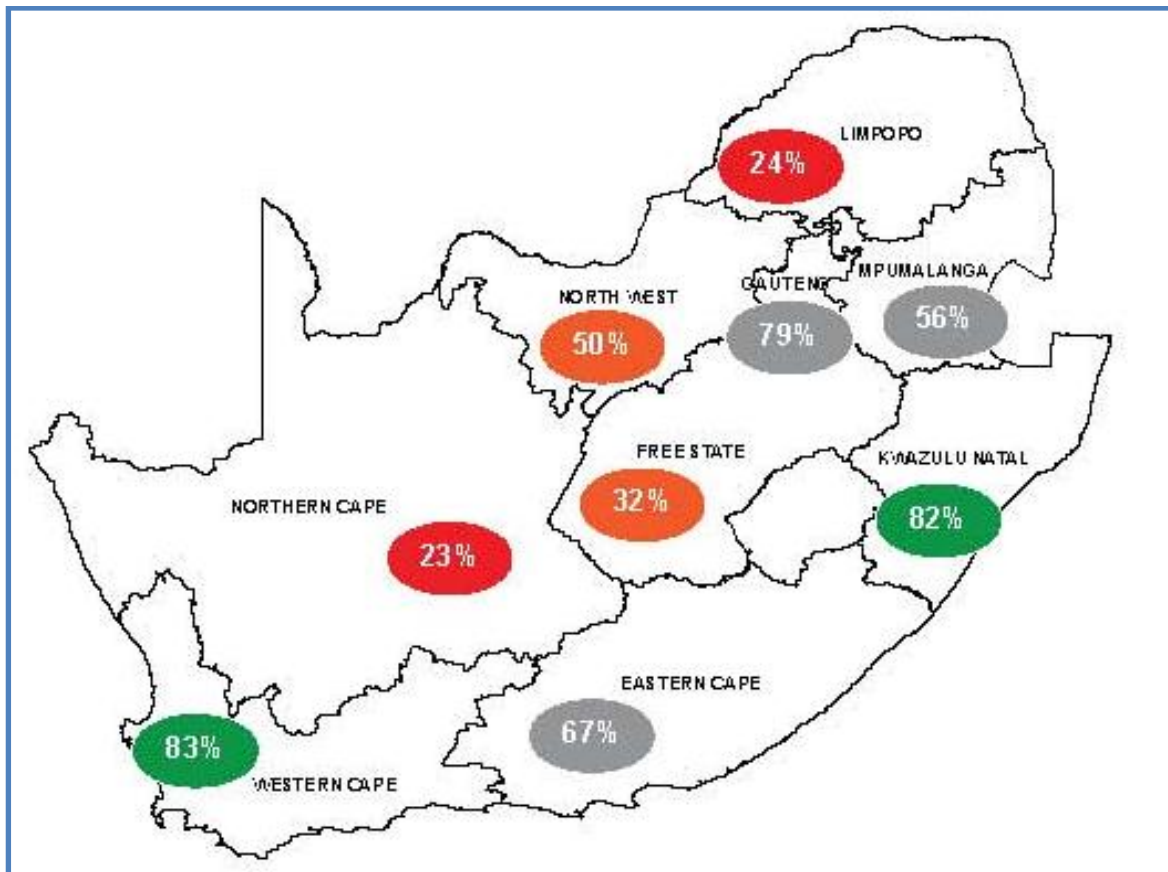 LIMPOPO
24%
MPUMALANGA
GAUTENG
NORTH WEST
56%
79%
50%
FREE STATE
KWAZULU NATAL
NORTHERN CAPE
32%
82%
23%
EASTERN CAPE
67%
83%
WESTERN CAPE